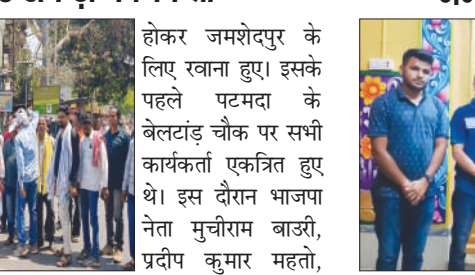 होकर जमशेदपुर के
लिए रवाना हुए। इसके
पहले पटमदा के
बेलटांड़ चौक पर सभी
कार्यकर्ता एकत्रित हुए
थे। इस दौरान भाजपा
नेता मुचीराम बाउरी,
प्रदीप कुमार महतो,